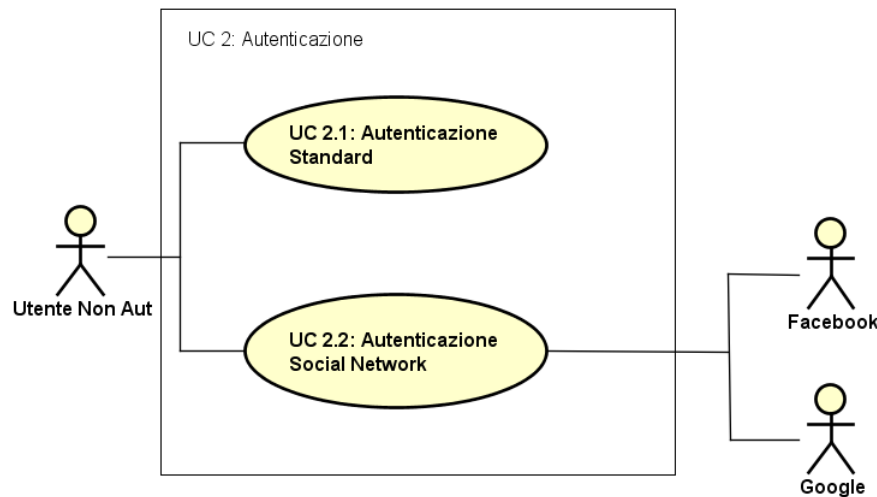 UC 2: Autenticazione
UC 2.1: Autenticazione
Standard
Utente Non Aut
UC 2.2: Autenticazione
Social Network
Facebook
Google